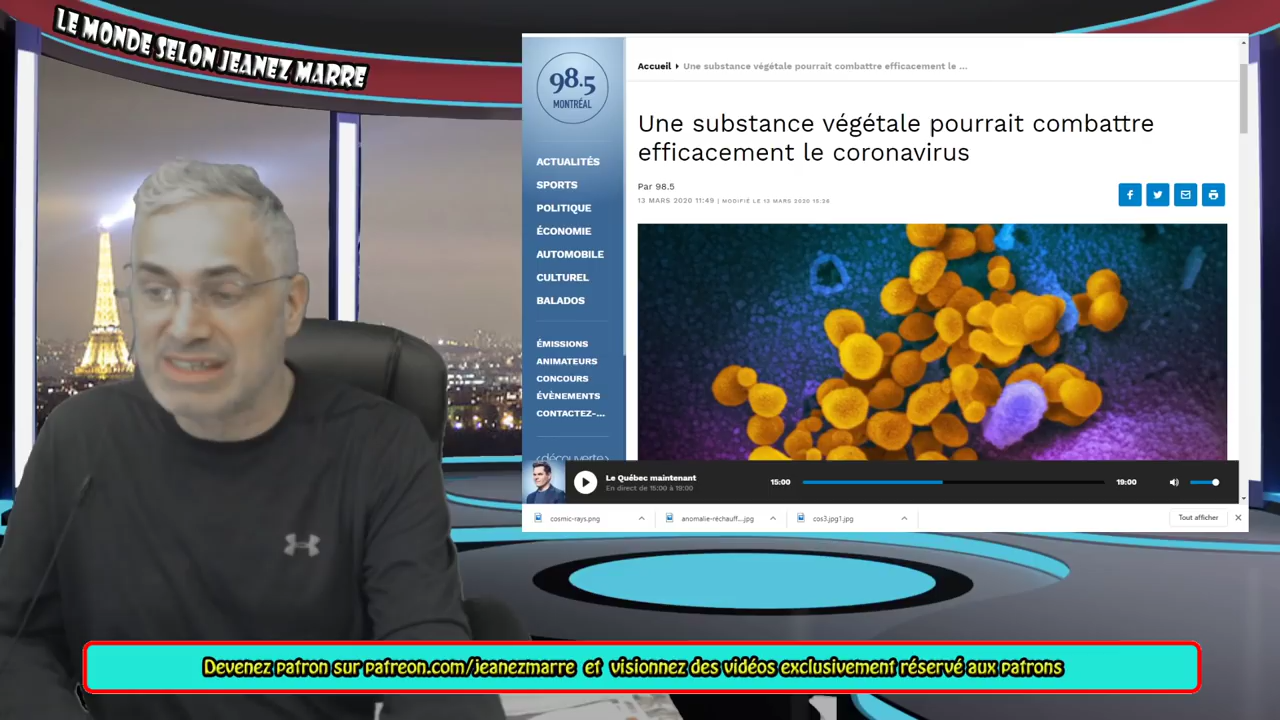 LE MONDE SELON JEANEZ MARRE
98.5
MONTRÉAL
ACTUALITÉS
SPORTS
POLITIQUE
ÉCONOMIE
AUTOMOBILE
CULTUREL
BALADOS
ÉMISSIONS
ANIMATEURS
CONCOURS
ÉVÈNEMENTS
CONTACTEZ-...
découverte
Accueil Une substance végétale pourrait combattre efficacement le ...
Une substance végétale pourrait combattre
efficacement le coronavirus
Par 98.5
13 MARS 2020 11:49 | MODIFIÉ LE 13 MARS 2020 15:36
Le Québec maintenant
En direct de 15:00 à 19:00
15:00
19:00
cosmic-rays.png
anomalie-réchauff....jpg
cos3.jpg1.jpg
Tout afficher
Devenez patron sur patreon.com/jeanezmarre et visionnez des vidéos exclusivement réservé aux patrons